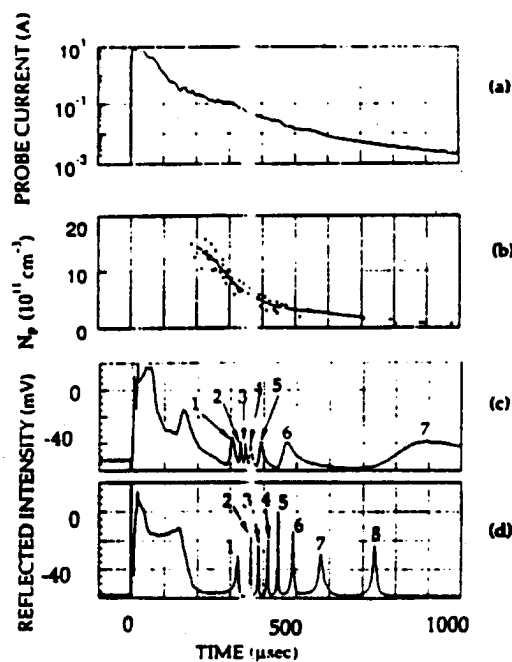 PROBE CURRENT (A)
10¹
10⁻¹
10⁻³
(a)
Nₚ (10¹¹ cm⁻³)
20
10
0
(b)
REFLECTED INTENSITY (mV)
0
-40
1 2 3 4 5 6 7
(c)
0
-40
1 2 3 4 5 6 7 8
(d)
0 500 1000
TIME (μsec)